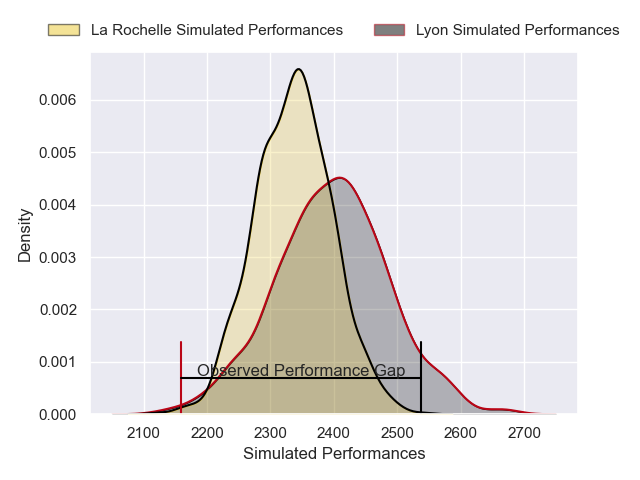 La Rochelle Simulated Performances
Lyon Simulated Performances
0.006
0.005
0.004
0.003
0.002
0.001
0.000
Density
Observed Performance Gap
2100
2200
2300
2400
2500
2600
2700
Simulated Performances